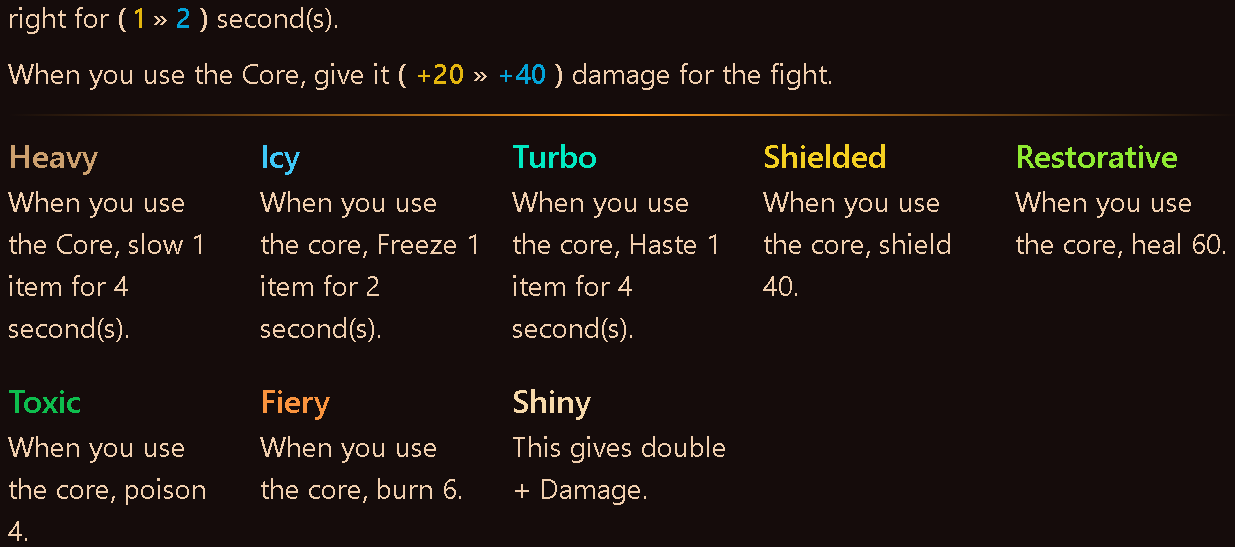 right for ( 1 » 2 ) second(s).
When you use the Core, give it ( +20 » +40 ) damage for the fight.
Heavy
When you use
the Core, slow 1
item for 4
second(s).
Icy
When you use
the core, Freeze 1
item for 2
second(s).
Turbo
When you use
the core, Haste 1
item for 4
second(s).
Shielded
When you use
the core, shield
40.
Restorative
When you use
the core, heal 60.
Toxic
When you use
the core, poison
4.
Fiery
When you use
the core, burn 6.
Shiny
This gives double
+ Damage.